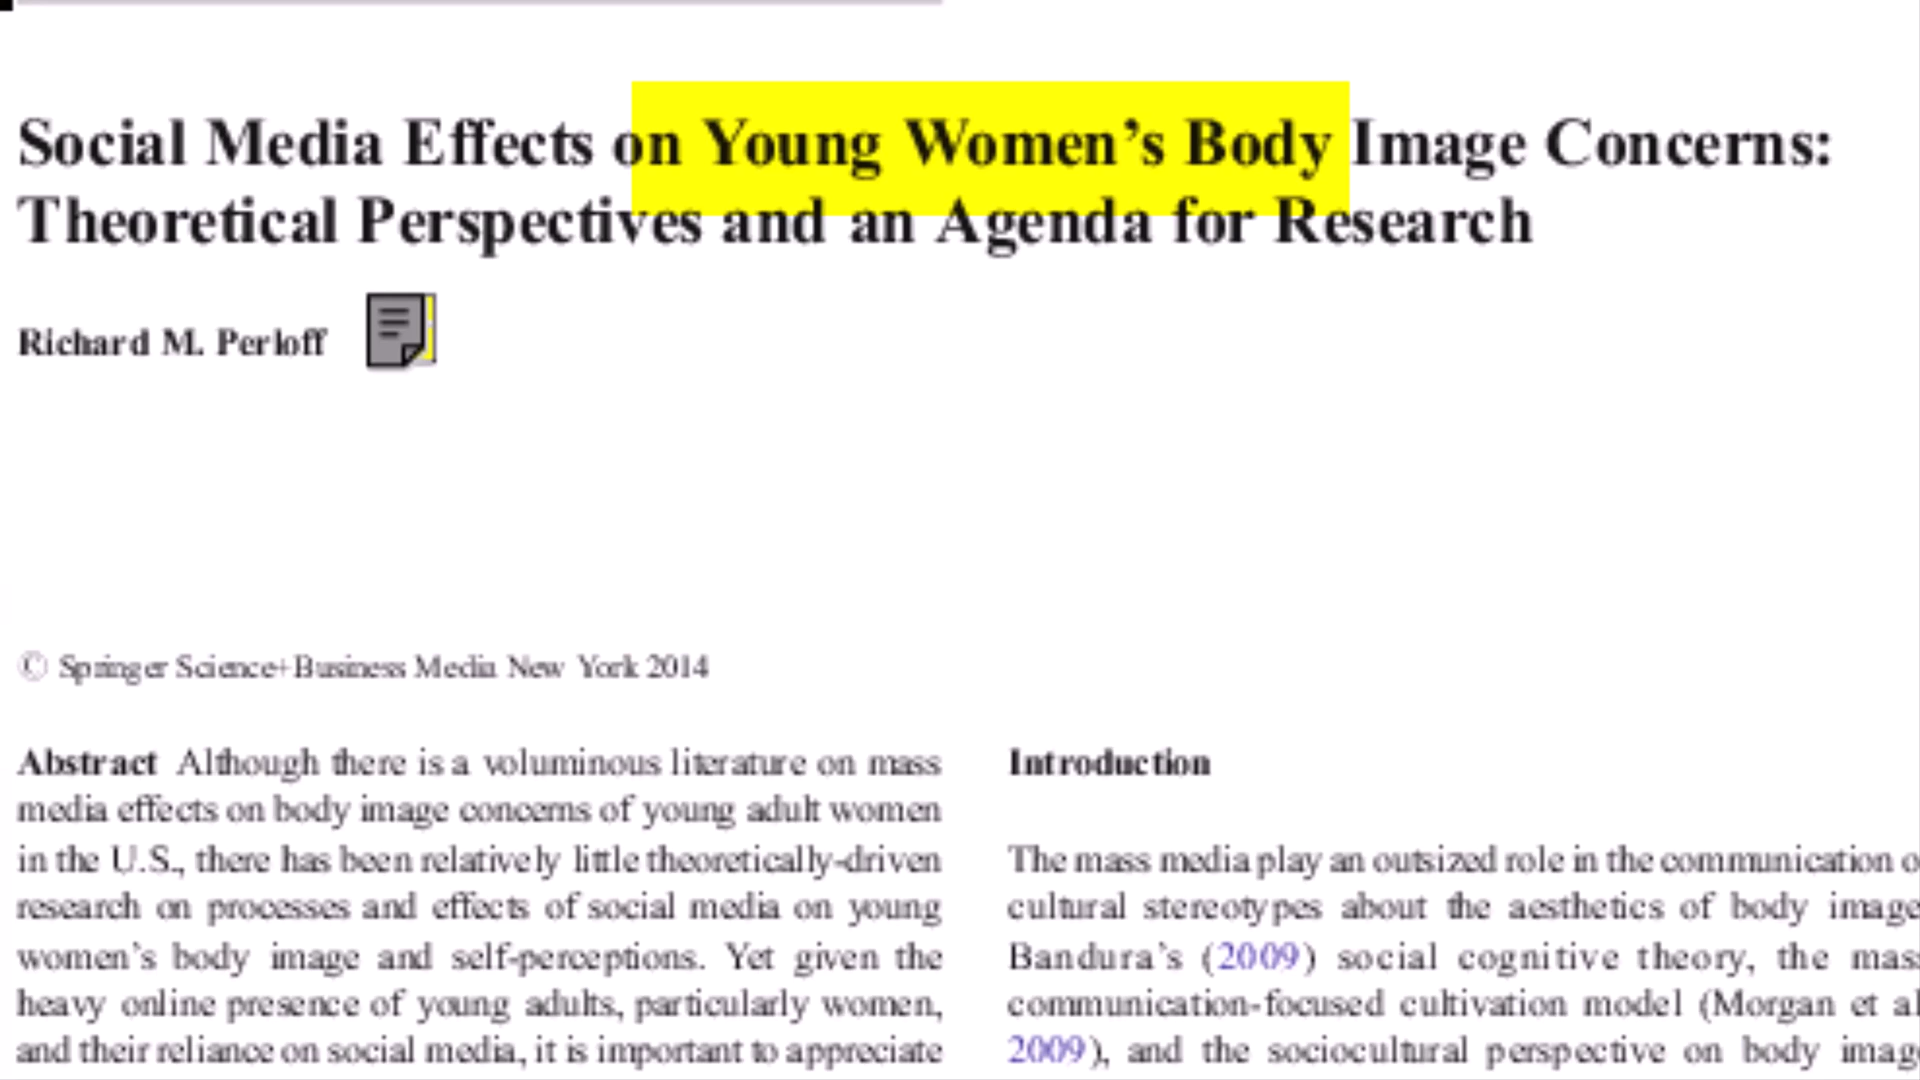 Social Media Effects on Young Women’s Body Image Concerns:
Theoretical Perspectives and an Agenda for Research
Richard M. Perloff
© Springer Science+Business Media New York 2014
Abstract Although there is a voluminous literature on mass
media effects on body image concerns of young adult women
in the U.S., there has been relatively little theoretically-driven
research on processes and effects of social media on young
women’s body image and self-perceptions. Yet given the
heavy online presence of young adults, particularly women,
and their reliance on social media, it is important to appreciate
Introduction
The mass media play an outsized role in the communication o
cultural stereotypes about the aesthetics of body image
Bandura’s (2009) social cognitive theory, the mas
communication-focused cultivation model (Morgan et al
2009), and the sociocultural perspective on body imag